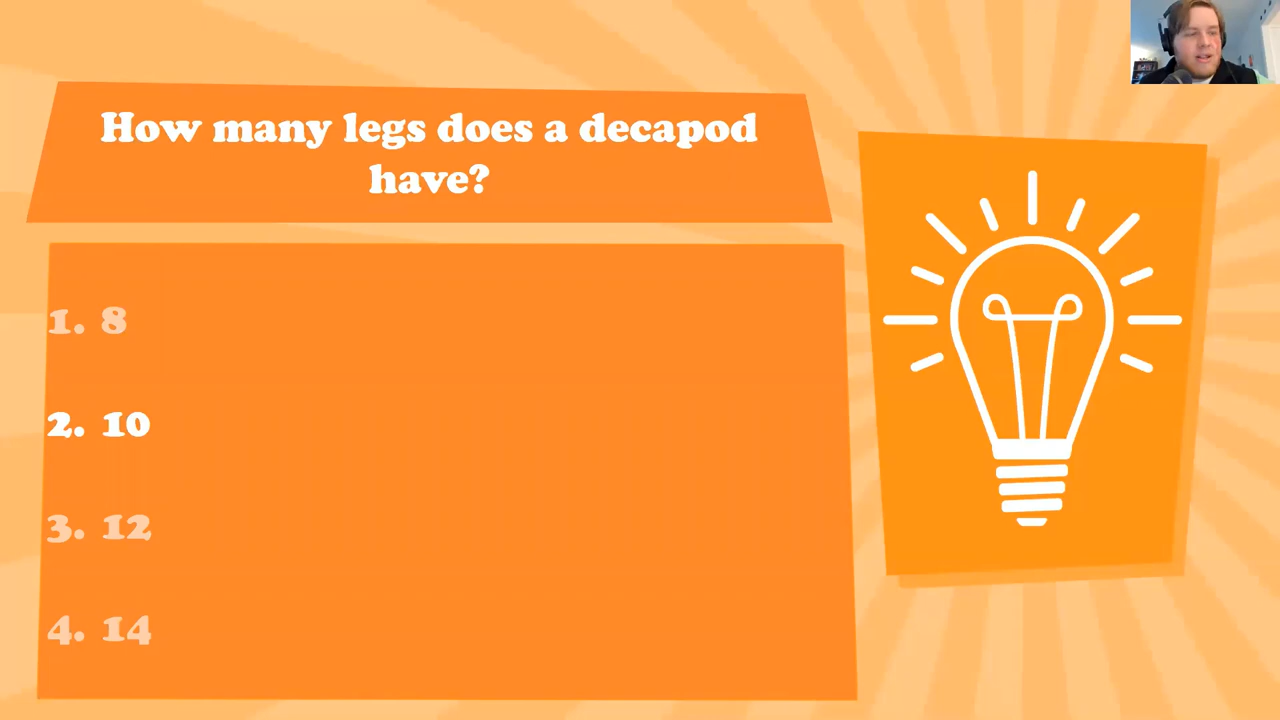 How many legs does a decapod
have?
1. 8
2. 10
3. 12
4. 14